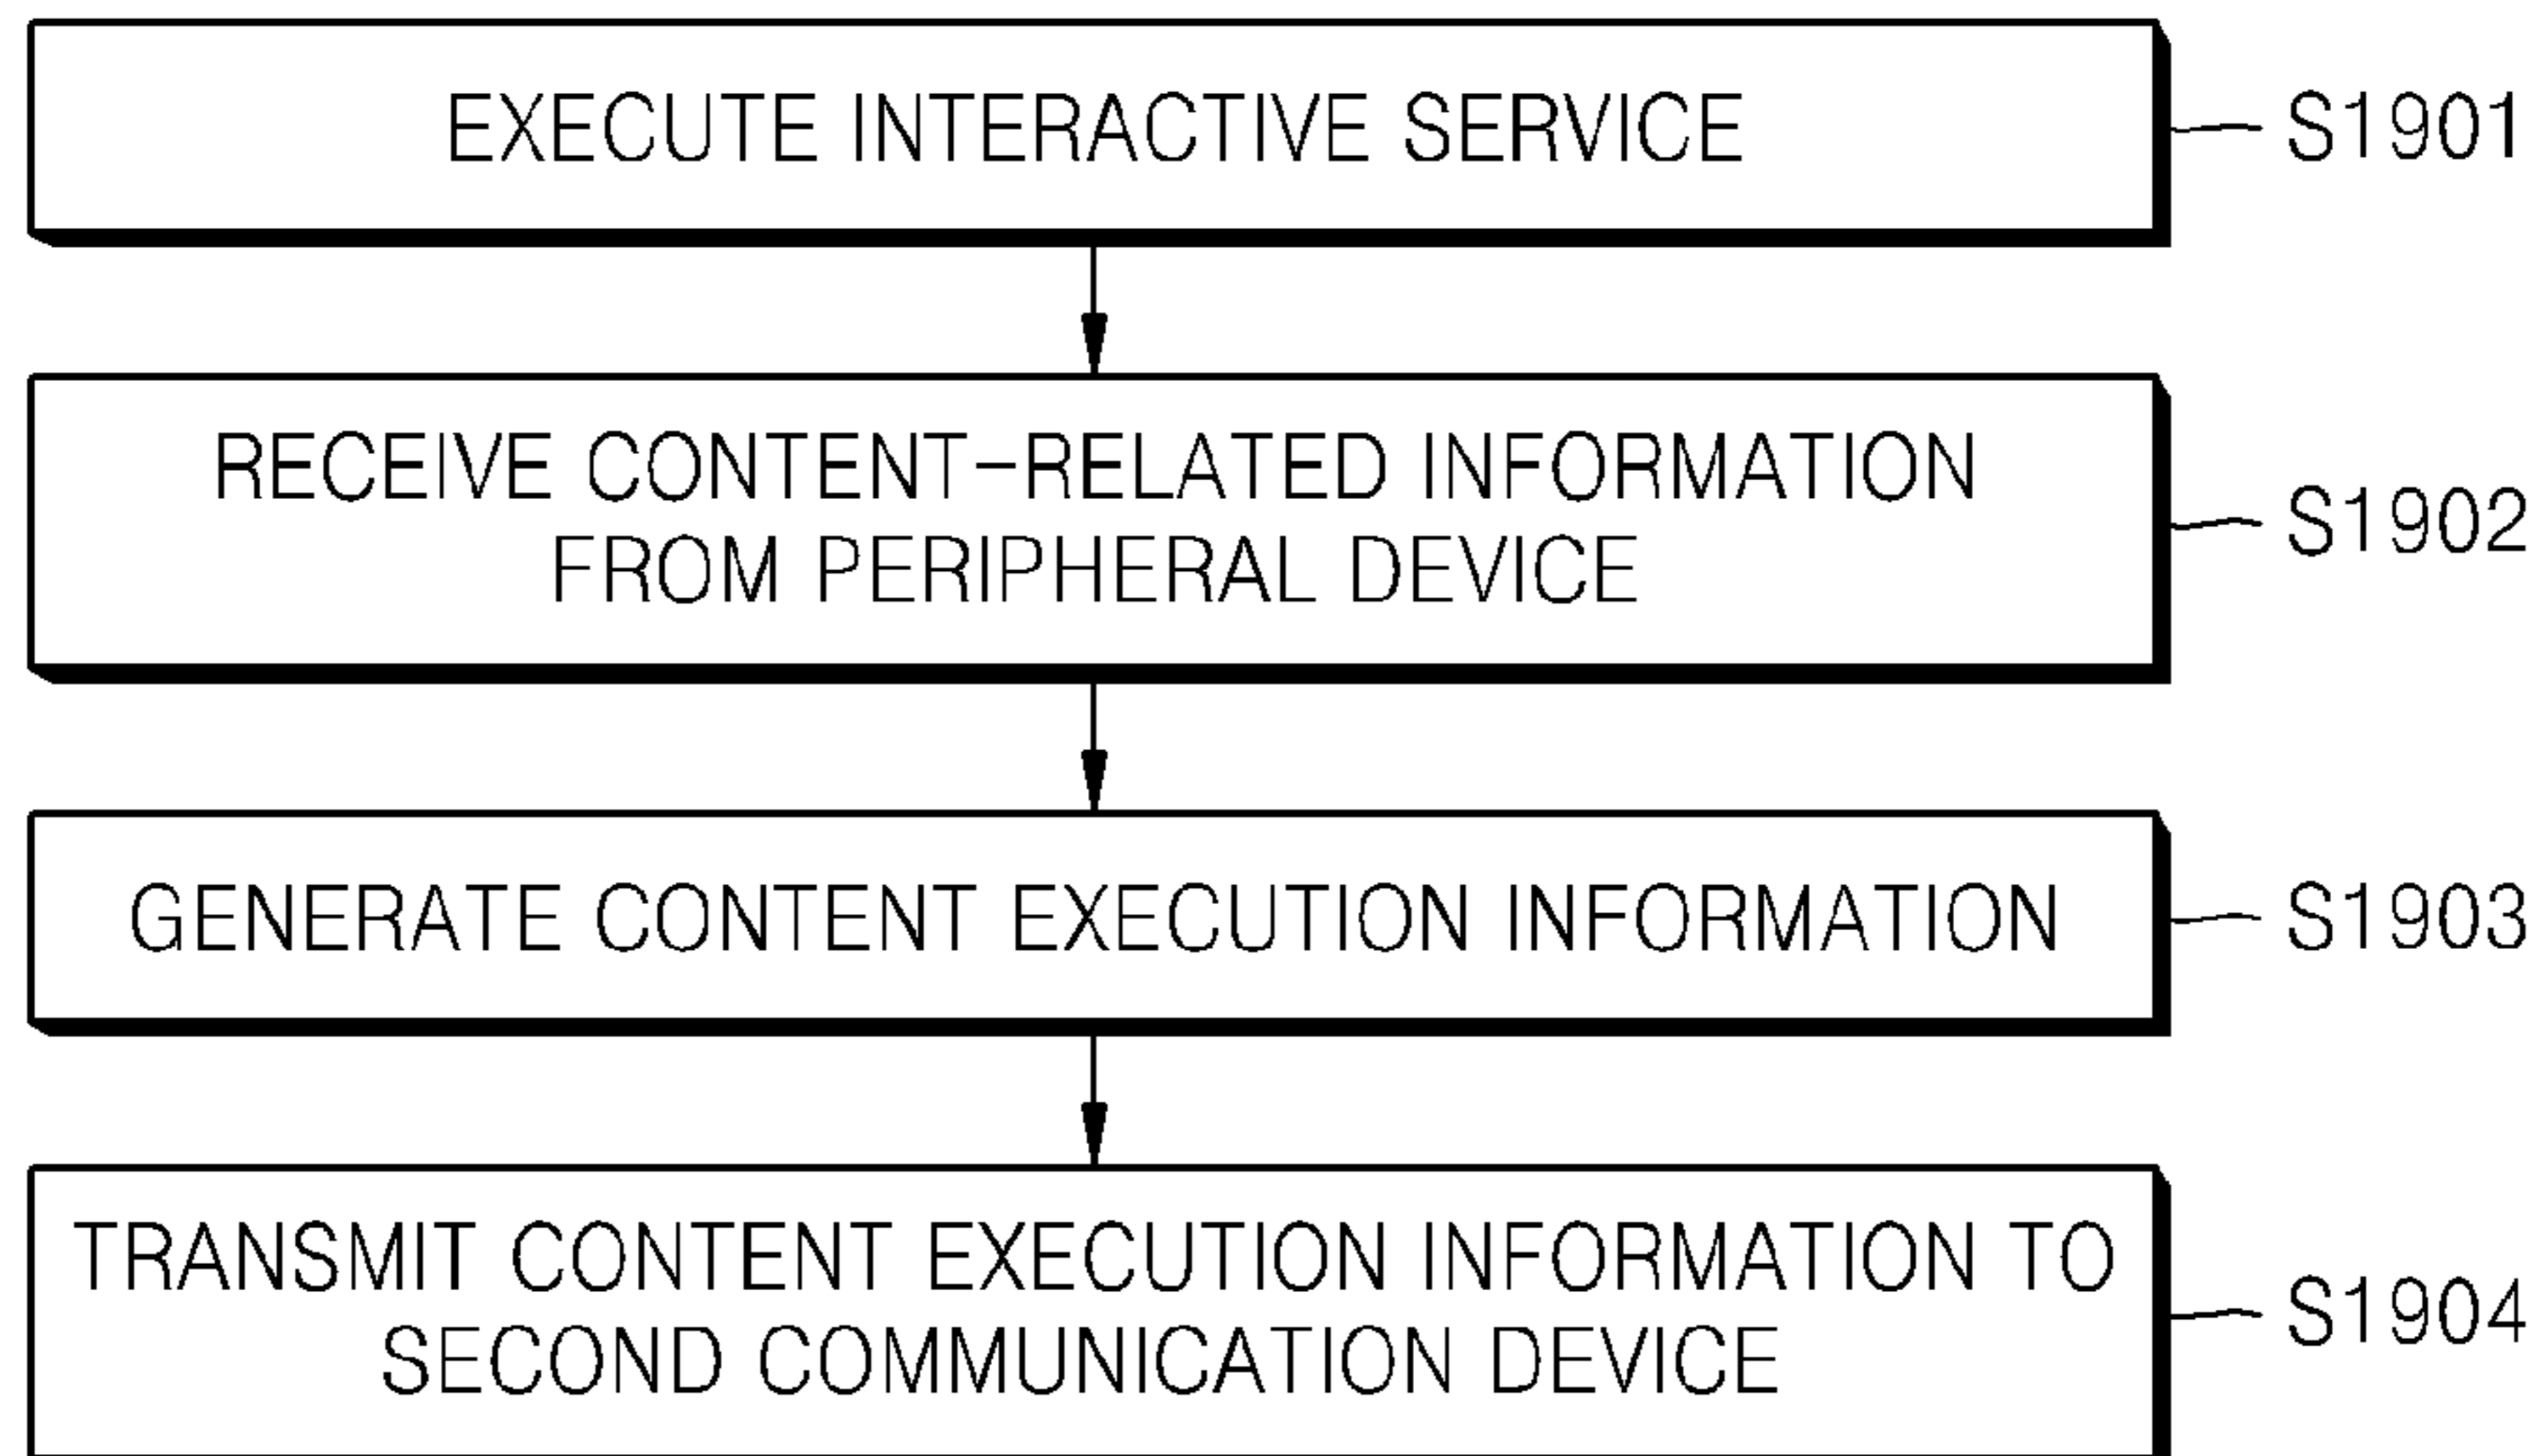 EXECUTE INTERACTIVE SERVICE
S1901
RECEIVE CONTENT-RELATED INFORMATION
FROM PERIPHERAL DEVICE
S1902
GENERATE CONTENT EXECUTION INFORMATION
S1903
TRANSMIT CONTENT EXECUTION INFORMATION TO
SECOND COMMUNICATION DEVICE
S1904